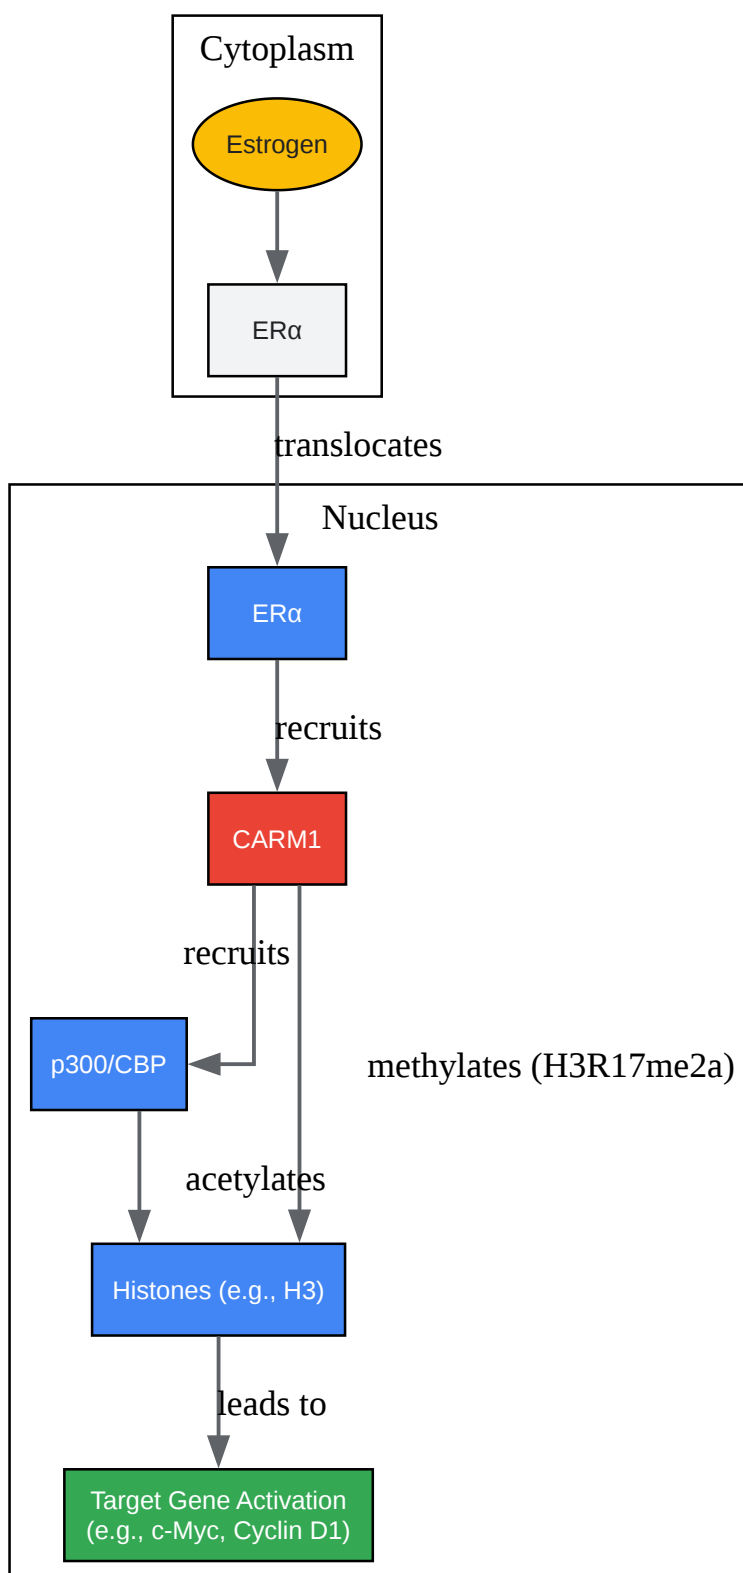 Cytoplasm
Estrogen
ERα
translocates
Nucleus
ERα
recruits
CARM1
recruits
p300/CBP
methylates (H3R17me2a)
acetylates
Histones (e.g., H3)
leads to
Target Gene Activation
(e.g., c-Myc, Cyclin D1)